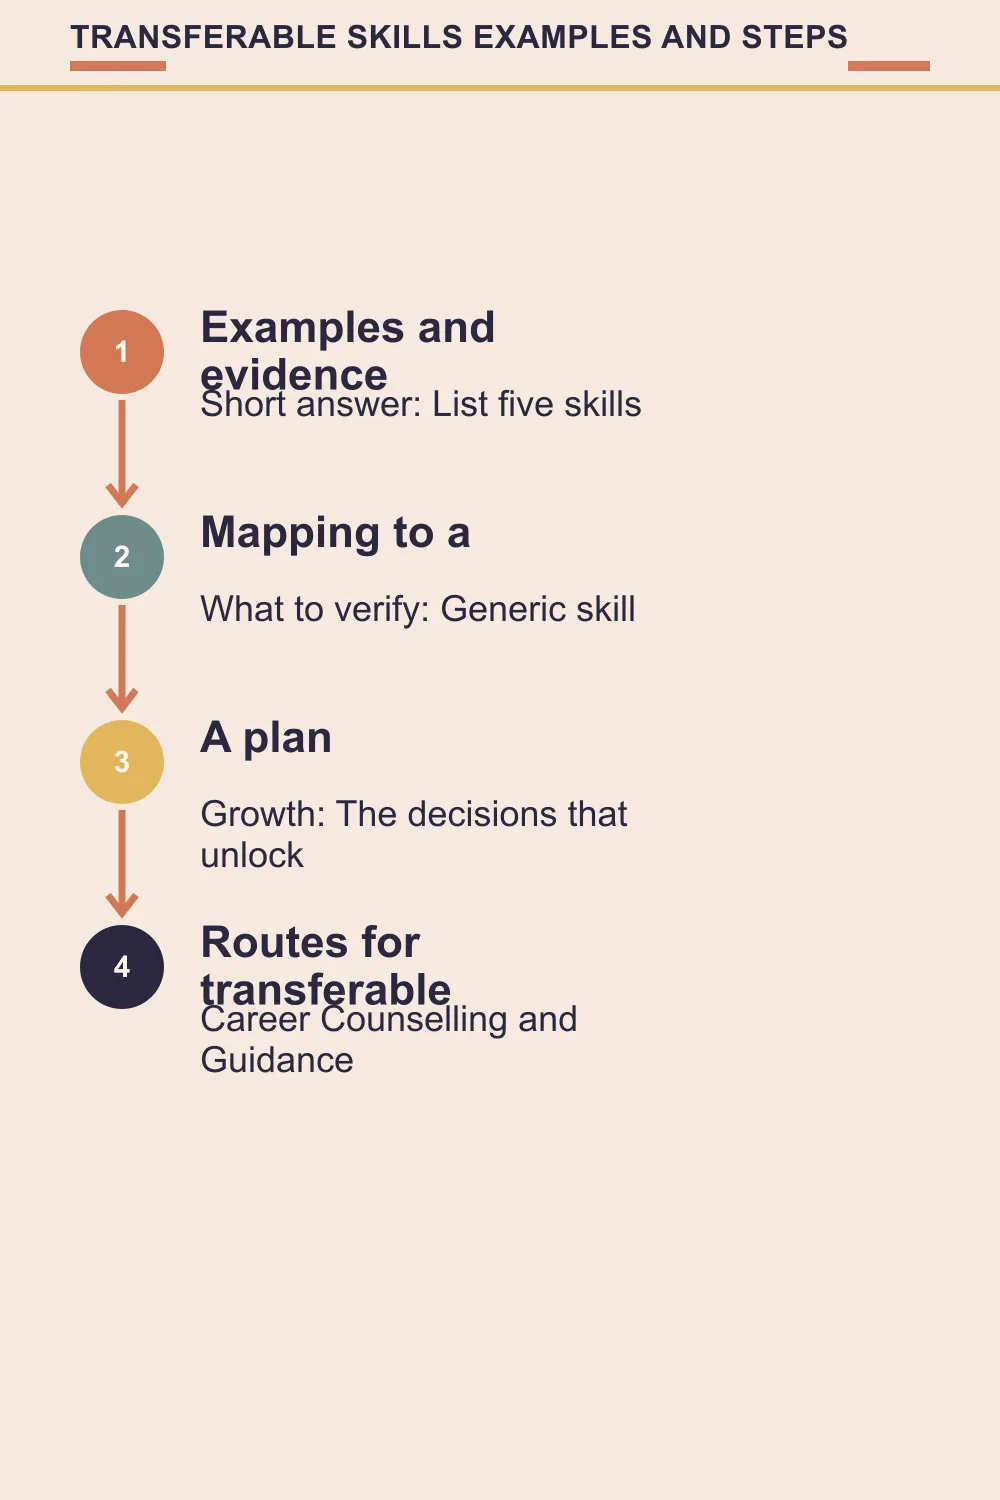 TRANSFERABLE SKILLS EXAMPLES AND STEPS
1
Examples and
evidence
Short answer: List five skills
2
Mapping to a
What to verify: Generic skill
3
A plan
Growth: The decisions that
unlock
4
Routes for
transferable
Career Counselling and
Guidance